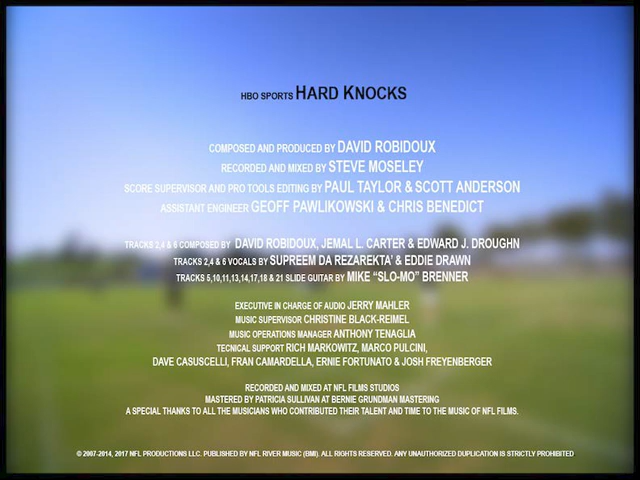 HBO SPORTS HARD KNOCKS
COMPOSED AND PRODUCED BY DAVID ROBIDOUX
RECORDED AND MIXED BY STEVE MOSELEY
SCORE SUPERVISOR AND PRO TOOLS EDITING BY PAUL TAYLOR & SCOTT ANDERSON
ASSISTANT ENGINEER GEOFF PAWLIKOWSKI & CHRIS BENEDICT
TRACKS 2,4 & 6 COMPOSED BY DAVID ROBIDOUX, JEMAL L. CARTER & EDWARD J. DROUGHN
TRACKS 2,4 & 6 VOCALS BY SUPREEM DA REZAREKTA' & EDDIE DRAWN
TRACKS 5,10,11,13,14,17,18 & 21 SLIDE GUITAR BY MIKE "SLO-MO" BRENNER
EXECUTIVE IN CHARGE OF AUDIO JERRY MAHLER
MUSIC SUPERVISOR CHRISTINE BLACK-REIMEL
MUSIC OPERATIONS MANAGER ANTHONY TENAGLIA
TECNICAL SUPPORT RICH MARKOWITZ, MARCO PULCINI,
DAVE CASUSCELLI, FRAN CAMARDELLA, ERNIE FORTUNATO & JOSH FREYENBERGER
RECORDED AND MIXED AT NFL FILMS STUDIOS
MASTERED BY PATRICIA SULLIVAN AT BERNIE GRUNDMAN MASTERING
A SPECIAL THANKS TO ALL THE MUSICIANS WHO CONTRIBUTED THEIR TALENT AND TIME TO THE MUSIC OF NFL FILMS.
© 2007-2014, 2017 NFL PRODUCTIONS LLC. PUBLISHED BY NFL RIVER MUSIC (BMI). ALL RIGHTS RESERVED. ANY UNAUTHORIZED DUPLICATION IS STRICTLY PROHIBITED